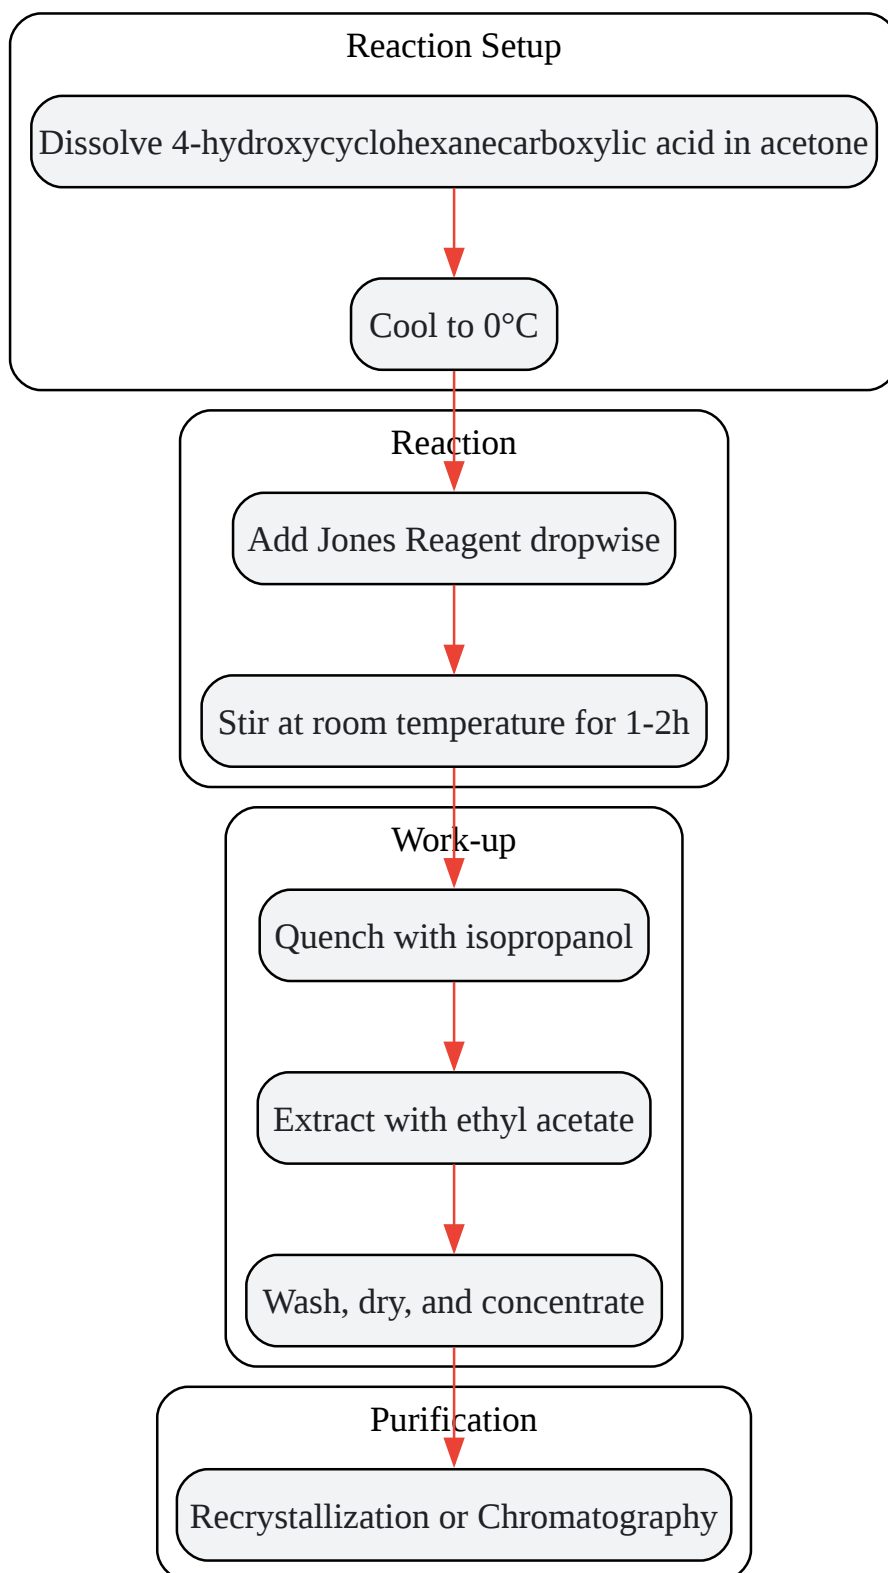 Reaction Setup
Dissolve 4-hydroxycyclohexanecarboxylic acid in acetone
Cool to 0°C
Reaction
Add Jones Reagent dropwise
Stir at room temperature for 1-2h
Work-up
Quench with isopropanol
Extract with ethyl acetate
Wash, dry, and concentrate
Purification
Recrystallization or Chromatography